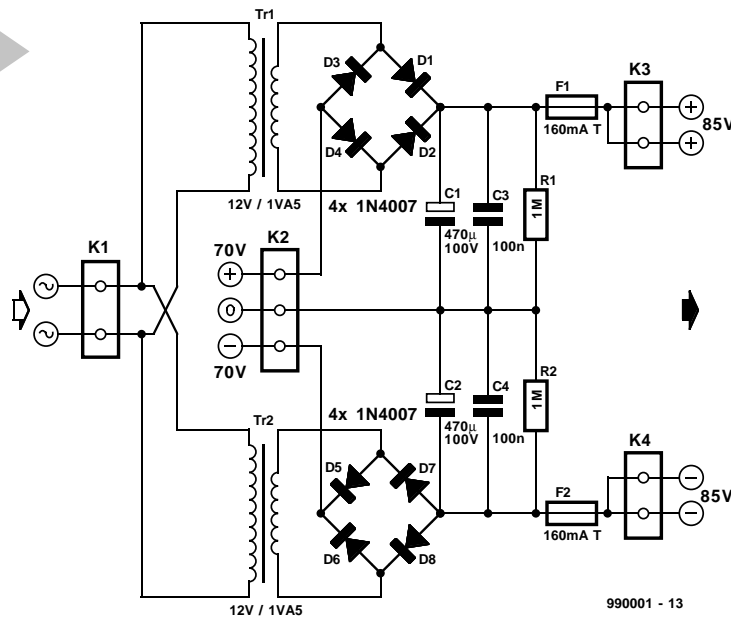 Tr1
D3
D1
D4
D2
F1
160mA T
K3
+
+
85V
12V / 1VA5
4x 1N4007
C1
470µ
100V
C3
100n
R1
1M
K1
~
~
K2
70V
+
0
−
70V
C2
470µ
100V
C4
100n
R2
1M
4x 1N4007
Tr2
D5
D7
D6
D8
F2
160mA T
K4
−
−
85V
12V / 1VA5
990001 - 13